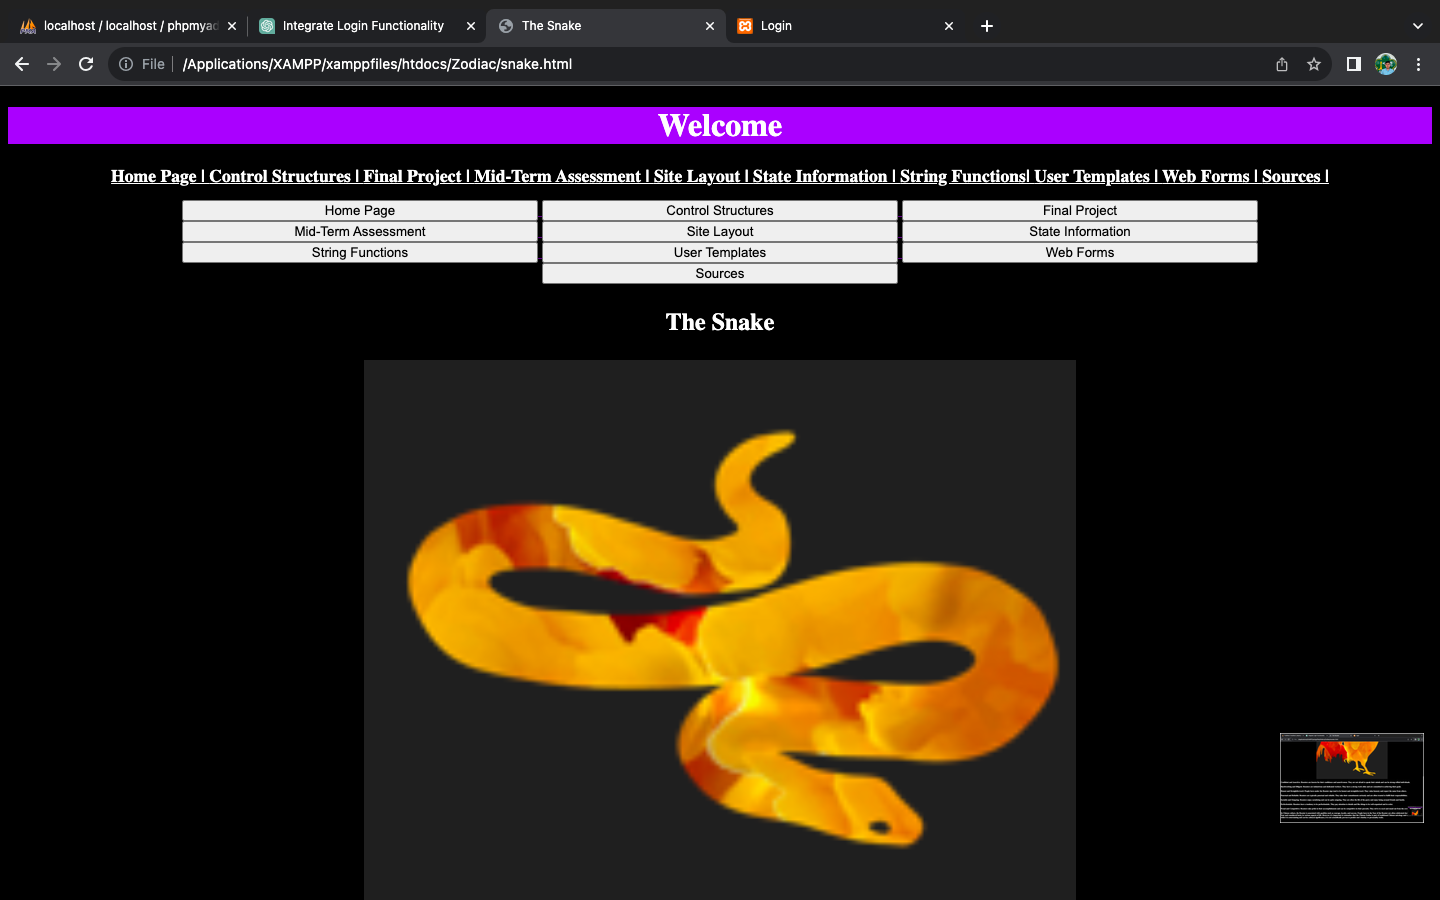 localhost / localhost / phpmyad
Integrate Login Functionality
The Snake
Login
File
/Applications/XAMPP/xamppfiles/htdocs/Zodiac/snake.html
Welcome
Home Page | Control Structures | Final Project | Mid-Term Assessment | Site Layout | State Information | String Functions| User Templates | Web Forms | Sources |
Home Page Control Structures Final Project
Mid-Term Assessment Site Layout State Information
String Functions User Templates Web Forms
Sources
The Snake